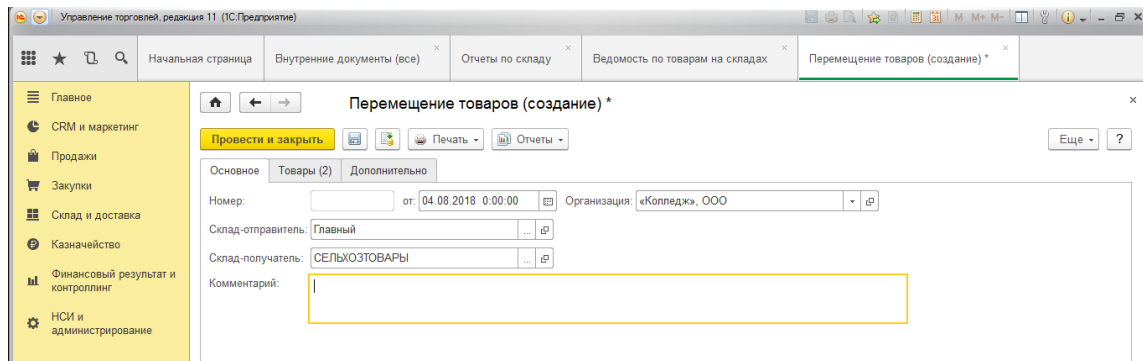 Управление торговлей, редакция 11 (1С:Предприятие)
M M+ M-
Начальная страница
Внутренние документы (все)
Отчеты по складу
Ведомость по товарам на складах
Перемещение товаров (создание) *
Главное
CRM и маркетинг
Продажи
Закупки
Склад и доставка
Казначейство
Финансовый результат и
контроллинг
НСИ и
администрирование
Перемещение товаров (создание) *
Провести и закрыть
Печать
Отчеты
Еще
?
Основное
Товары (2)
Дополнительно
Номер:
от: 04.08.2018 0:00:00
Организация: «Колледж», ООО
Склад-отправитель: Главный
Склад-получатель: СЕЛЬХОЗТОВАРЫ
Комментарий: